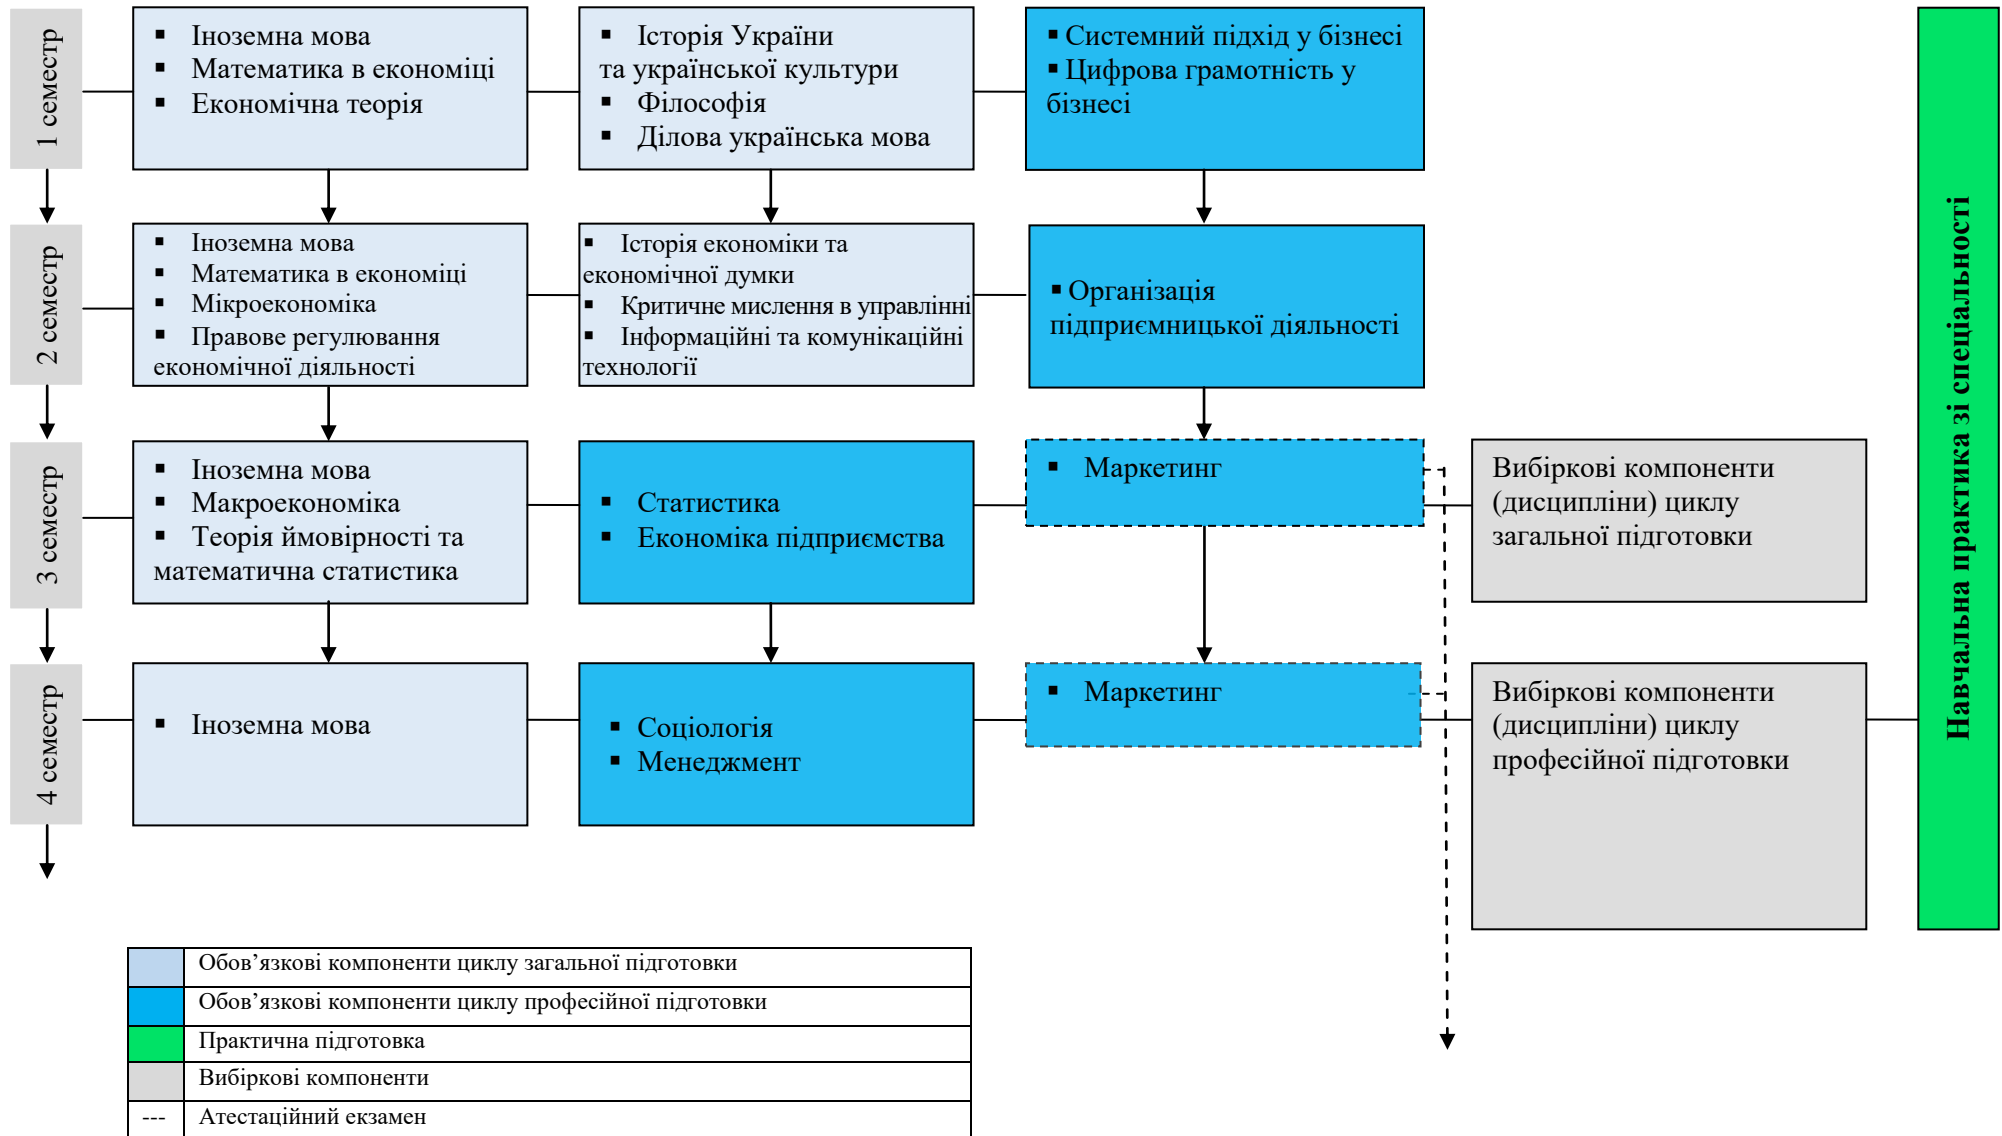 1 семестр
▪ Іноземна мова
▪ Математика в економіці
▪ Економічна теорія
▪ Історія України
та української культури
▪ Філософія
▪ Ділова українська мова
▪ Системний підхід у бізнесі
▪ Цифрова грамотність у
бізнесі
2 семестр
▪ Іноземна мова
▪ Математика в економіці
▪ Мікроекономіка
▪ Правове регулювання
економічної діяльності
▪ Історія економіки та
економічної думки
▪ Критичне мислення в управлінні
▪ Інформаційні та комунікаційні
технології
▪ Організація
підприємницької діяльності
3 семестр
▪ Іноземна мова
▪ Макроекономіка
▪ Теорія ймовірності та
математична статистика
▪ Статистика
▪ Економіка підприємства
▪ Маркетинг
Вибіркові компоненти
(дисципліни) циклу
загальної підготовки
4 семестр
▪ Іноземна мова
▪ Соціологія
▪ Менеджмент
▪ Маркетинг
Вибіркові компоненти
(дисципліни) циклу
професійної підготовки
Навчальна практика зі спеціальності
Обов’язкові компоненти циклу загальної підготовки
Обов’язкові компоненти циклу професійної підготовки
Практична підготовка
Вибіркові компоненти
--- Атестаційний екзамен